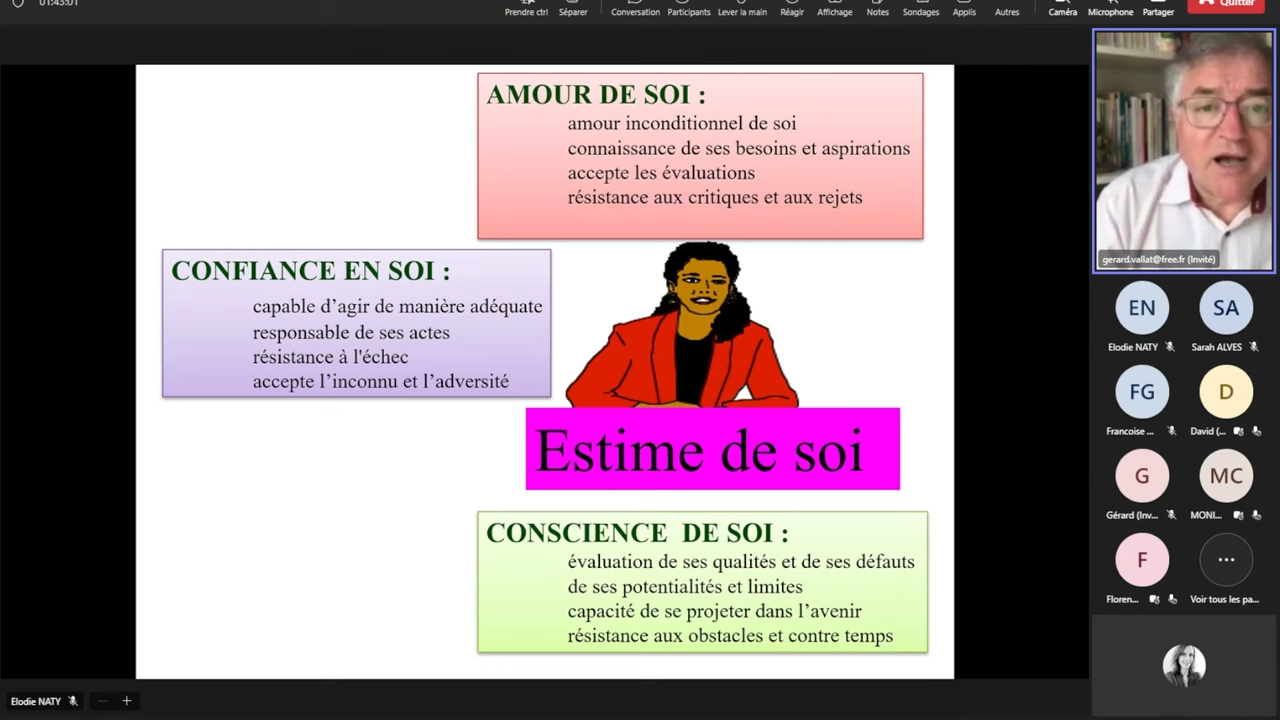 01:43:01
Prendre ctrl
Séparer
Conversation
Participants
Lever la main
Réagir
Affichage
Notes
Sondages
Applis
Autres
Caméra
Microphone
Partager
Quitter
AMOUR DE SOI :
amour inconditionnel de soi
connaissance de ses besoins et aspirations
accepte les évaluations
résistance aux critiques et aux rejets
CONFIANCE EN SOI :
capable d’agir de manière adéquate
responsable de ses actes
résistance à l'échec
accepte l’inconnu et l’adversité
Estime de soi
CONSCIENCE DE SOI :
évaluation de ses qualités et de ses défauts
de ses potentialités et limites
capacité de se projeter dans l’avenir
résistance aux obstacles et contre temps
gerard.vallat@free.fr (Invité)
EN
SA
Elodie NATY
Sarah ALVES
FG
D
Francoise ...
David (...
G
MC
Gérard (Inv...
MONI...
F
...
Floren...
Voir tous les pa...
Elodie NATY